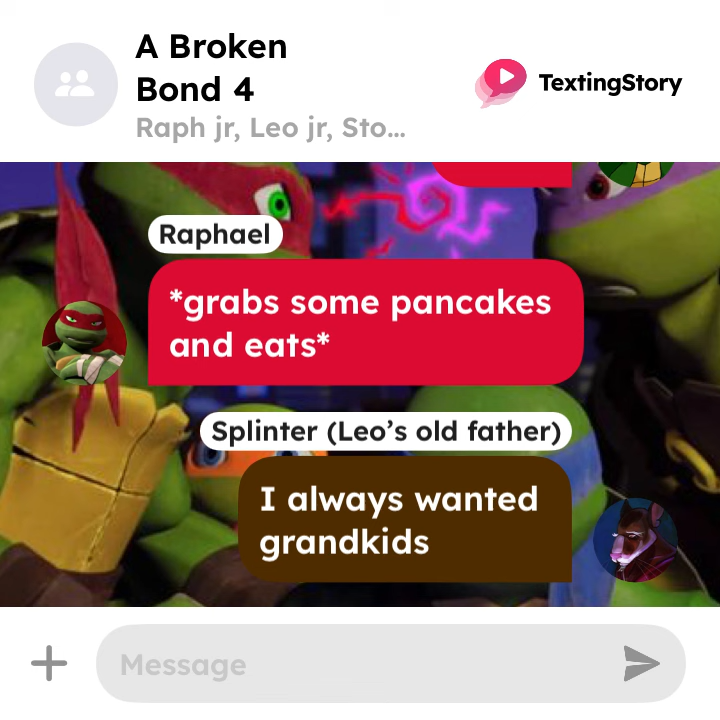 A Broken
Bond 4
Raph jr, Leo jr, Sto...
TextingStory
Raphael
*grabs some pancakes
and eats*
Splinter (Leo’s old father)
I always wanted
grandkids
Message